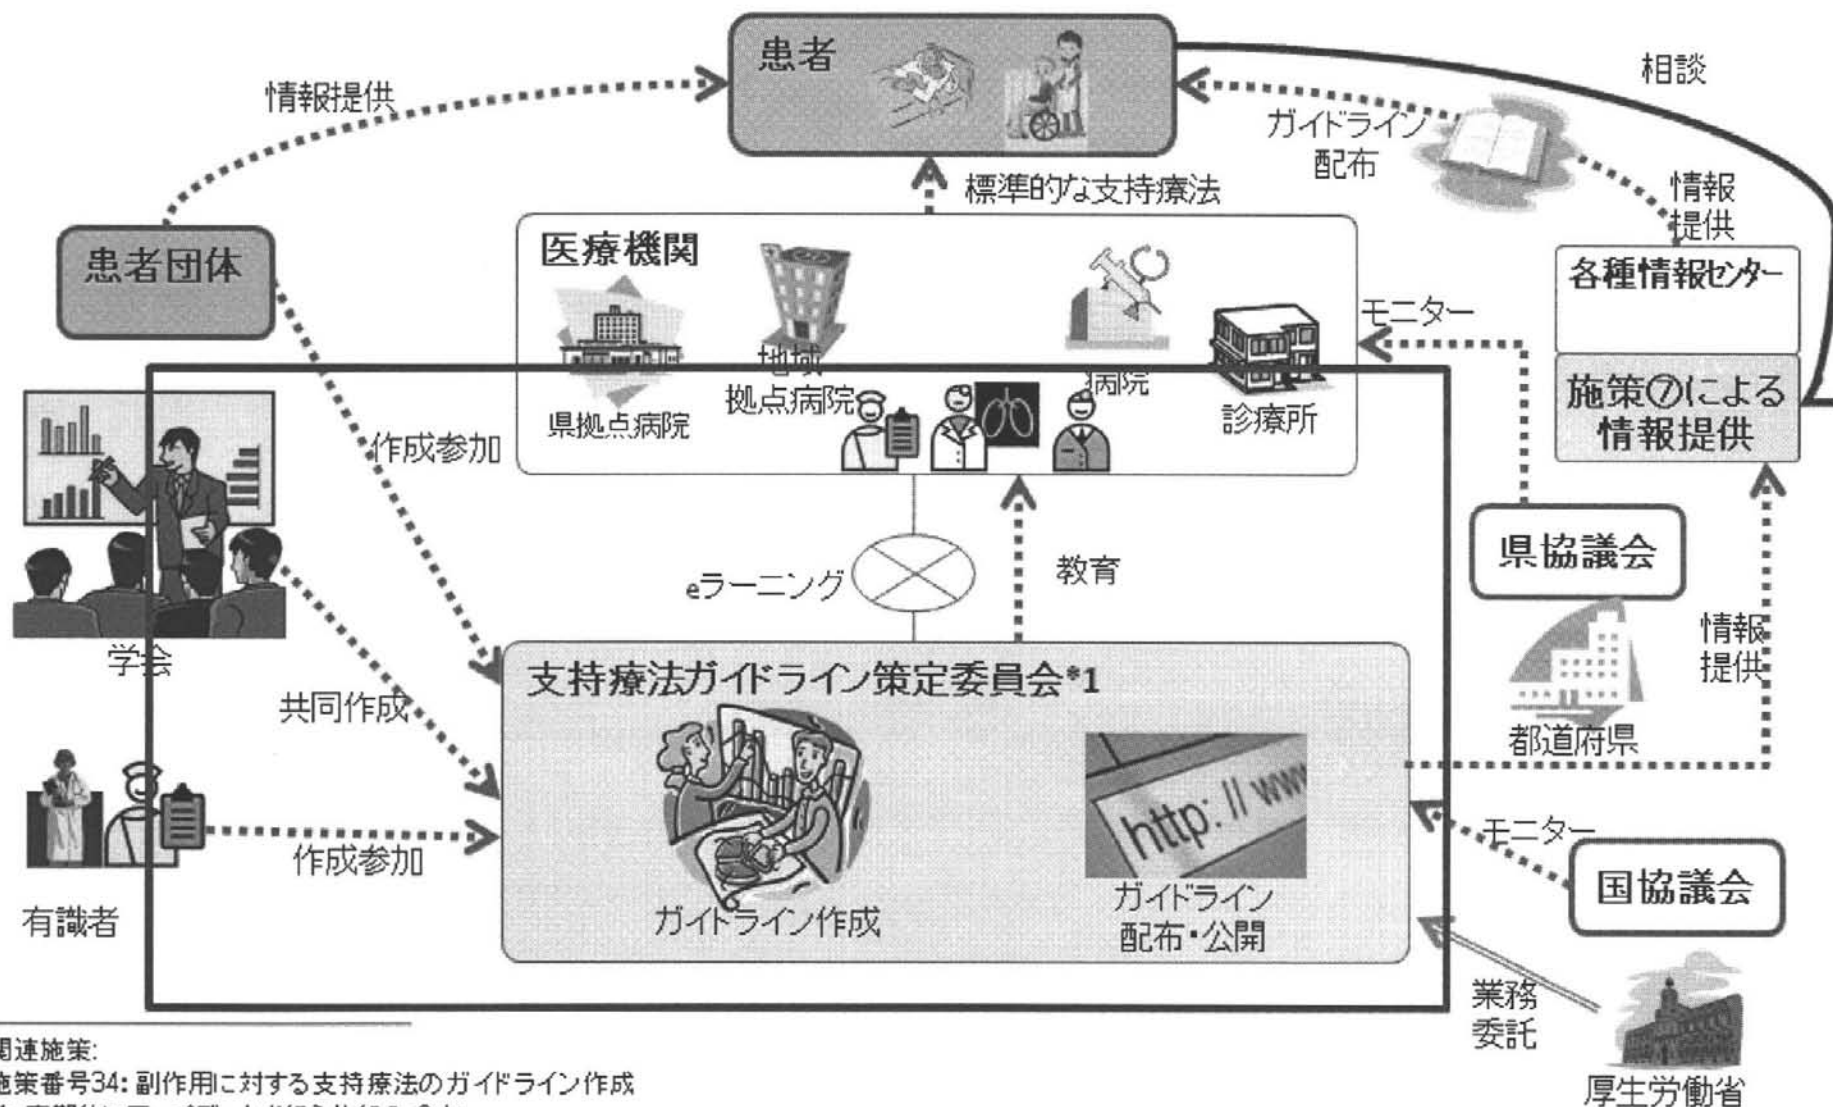 患者
相談
情報提供
ガイドライン
配布
標準的な支持療法
情報
提供
患者団体
医療機関
各種情報センター
モニター
地域
拠点病院
病院
県拠点病院
診療所
施策⑦による
情報提供
作成参加
県協議会
eラーニング
教育
学会
情報
提供
支持療法ガイドライン策定委員会*1
共同作成
都道府県
http://www
モニター
作成参加
国協議会
有識者
ガイドライン作成
ガイドライン
配布・公開
業務
委託
厚生労働省
関連施策:
施策番号34: 副作用に対する支持療法のガイドライン作成